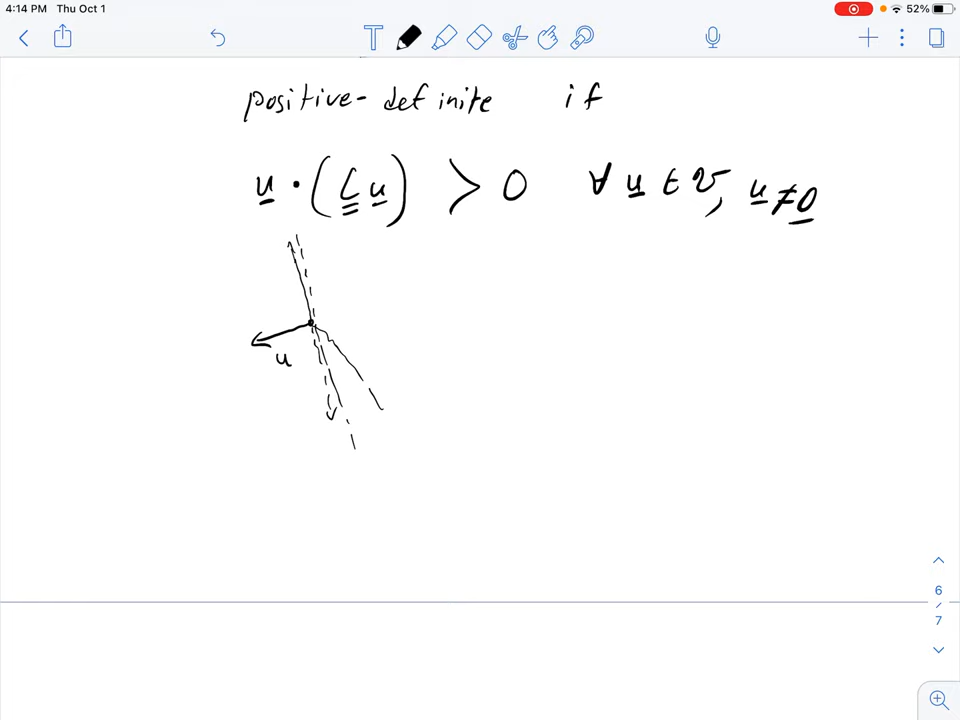 4:14 PM Thu Oct 1
52%
T
positive-definite if
u · (C u) > 0 ∀ u ∈ V, u ≠ 0
u
6
/
7